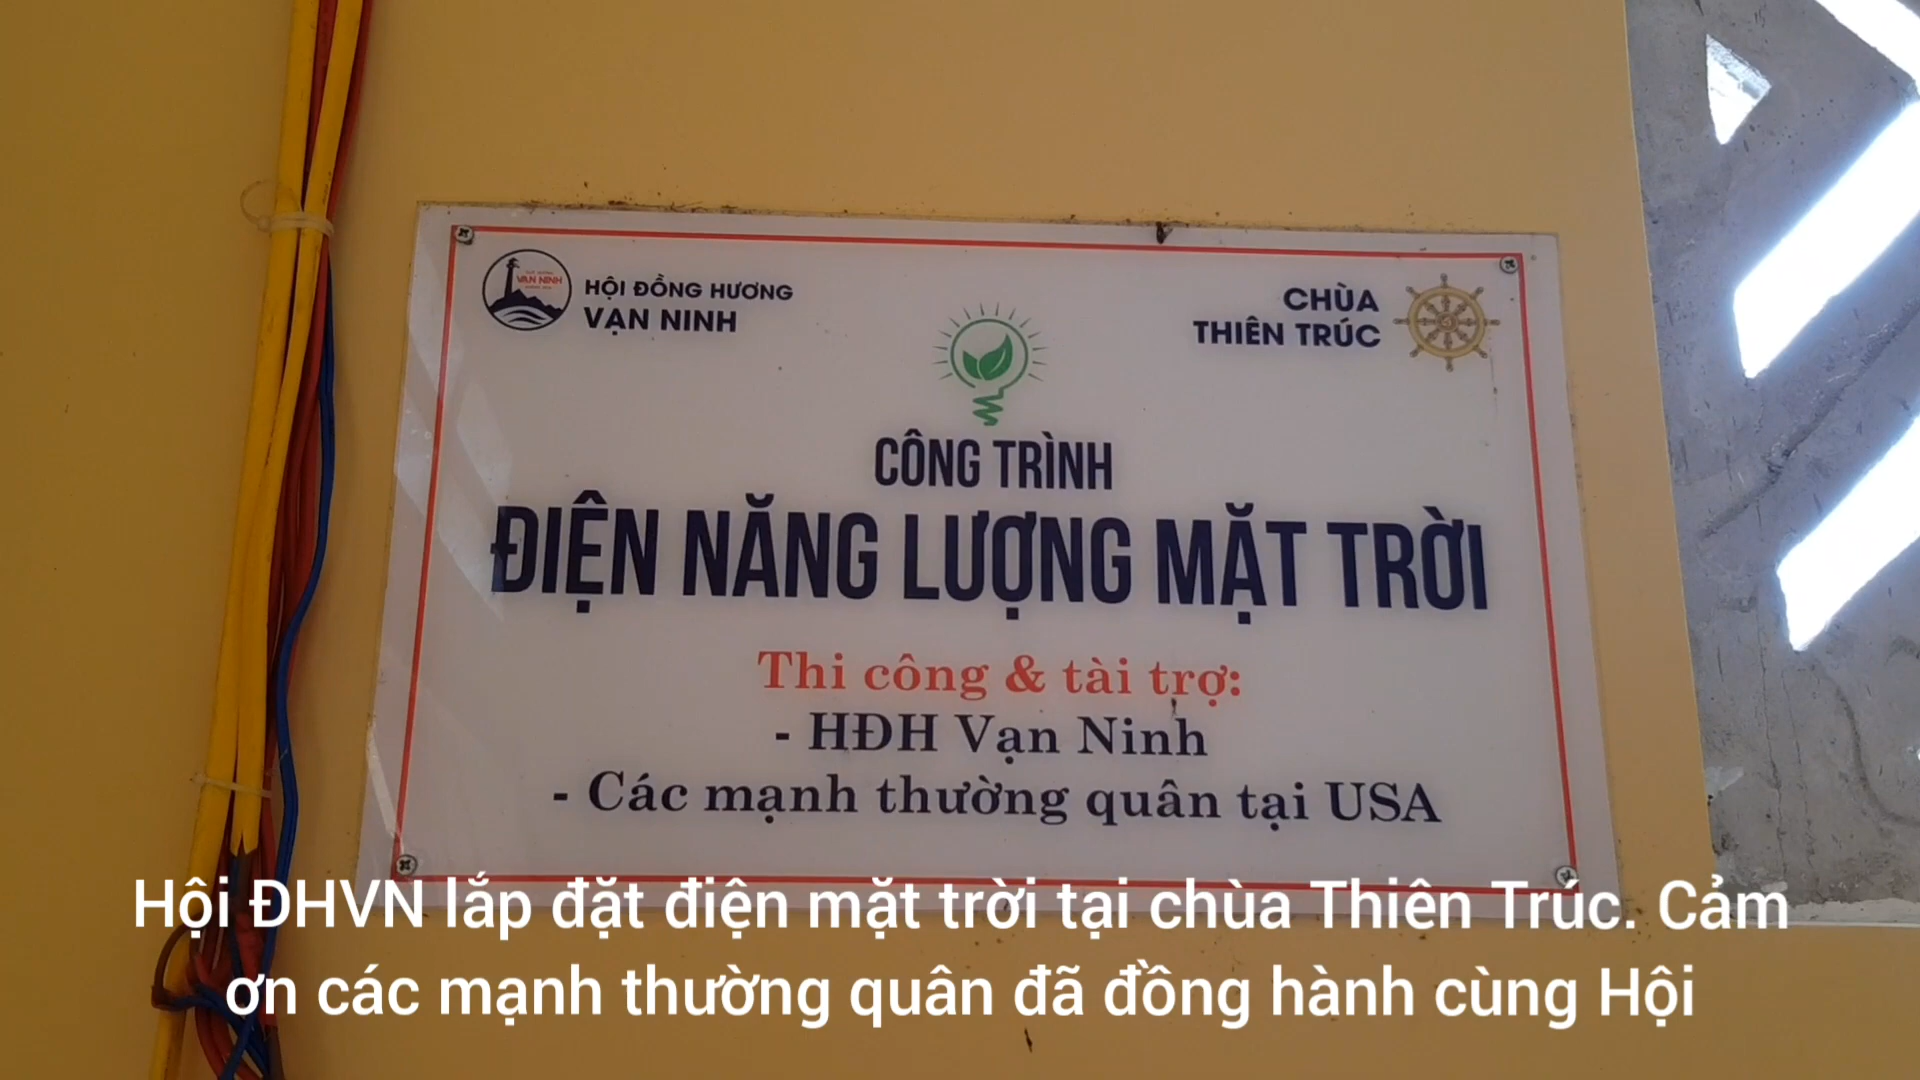 VẠN NINH
HỘI ĐỒNG HƯƠNG
VẠN NINH
CHÙA
THIÊN TRÚC
CÔNG TRÌNH
ĐIỆN NĂNG LƯỢNG MẶT TRỜI
Thi công & tài trợ:
- HĐH Vạn Ninh
- Các mạnh thường quân tại USA
Hội ĐHVN lắp đặt điện mặt trời tại chùa Thiên Trúc. Cảm
ơn các mạnh thường quân đã đồng hành cùng Hội